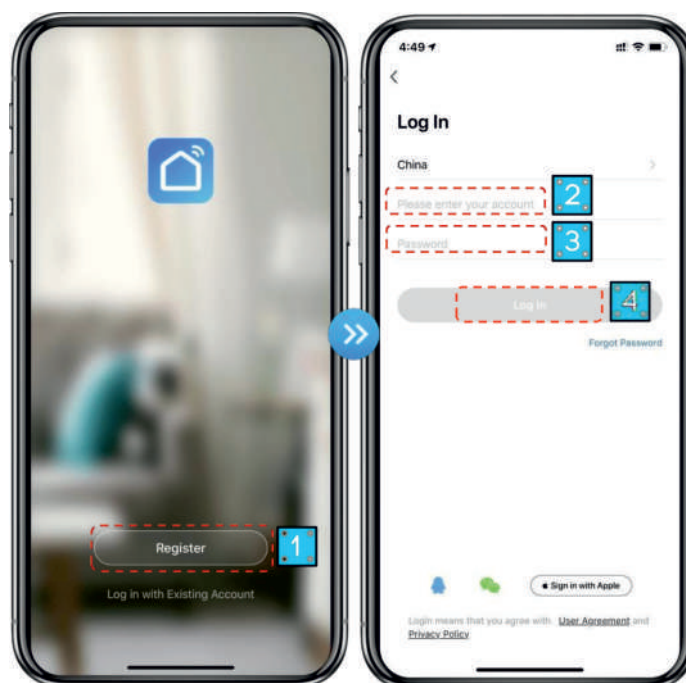 Register
1
Log in with Existing Account
4:49
Log In
China
Please enter your account
2
Password
3
Log In
4
Forgot Password
Sign in with Apple
Login means that you agree with User Agreement and
Privacy Policy